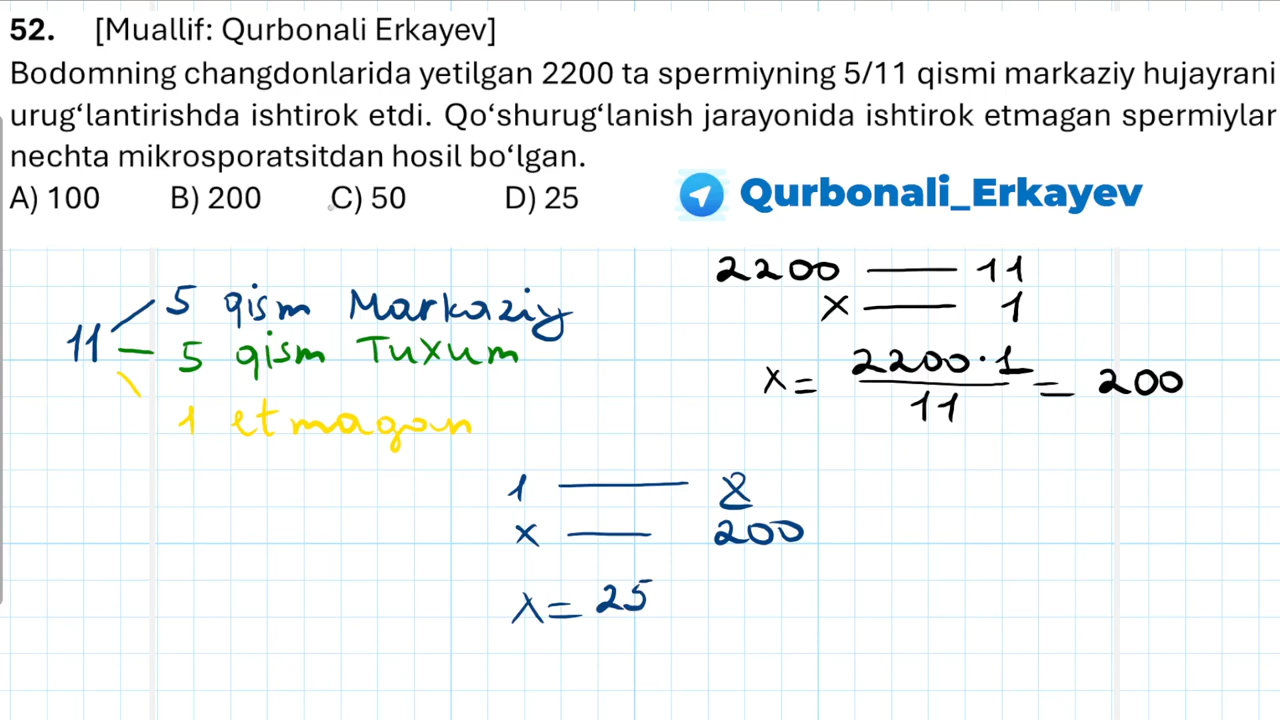 52. [Muallif: Qurbonali Erkayev]
Bodomning changdonlarida yetilgan 2200 ta spermiyning 5/11 qismi markaziy hujayrani
urug‘lantirishda ishtirok etdi. Qo‘shurug‘lanish jarayonida ishtirok etmagan spermiylar
nechta mikrosporatsitdan hosil bo‘lgan.
A) 100 B) 200 C) 50 D) 25
Qurbonali_Erkayev
2200 — 11
x — 1
x = 2200·1/11 = 200
11
5 qism Markaziy
5 qism Tuxum
1 etmagan
1 — 8
x — 200
x = 25